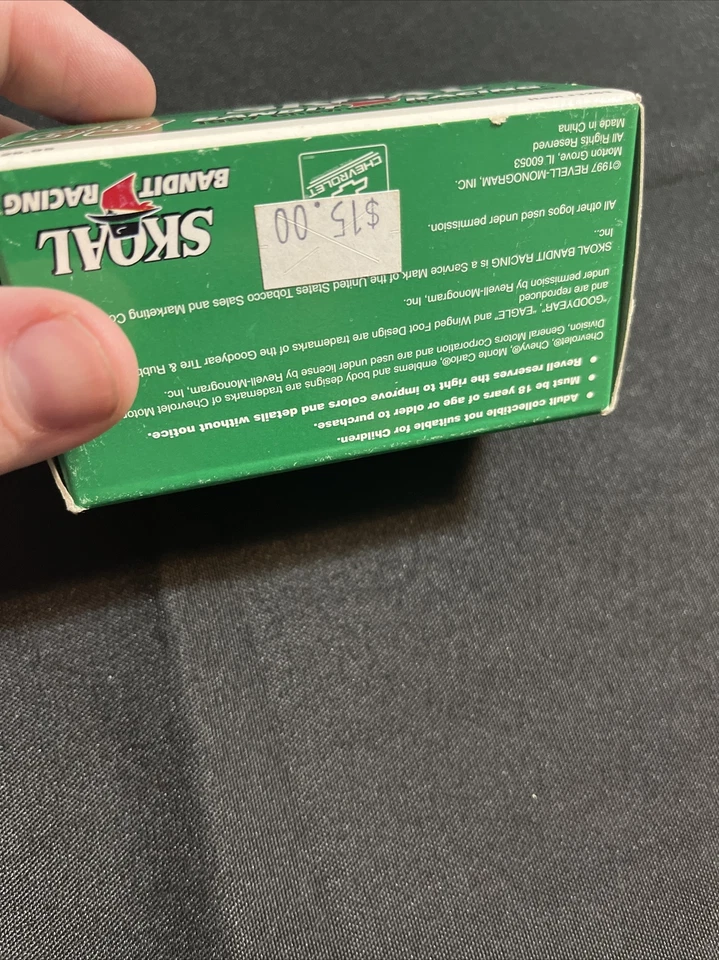 • Adult collectible not suitable for Children.
• Must be 18 years of age or older to purchase.
• Revell reserves the right to improve colors and details without notice.
Chevrolet®, Chevy®, Monte Carlo®, emblems and body designs are trademarks of Chevrolet Motor
Division, General Motors Corporation and are used under license by Revell-Monogram, Inc.
"GOODYEAR", "EAGLE" and Winged Foot Design are trademarks of the Goodyear Tire &
and are reproduced
under permission by Revell-Monogram, Inc.
SKOAL BANDIT RACING is a Service Mark of the United States Tobacco Sales and Marketing
Inc..
All other logos used under permission.
©1997 REVELL-MONOGRAM, INC.
Morton Grove, IL 60053
All Rights Reserved
Made in China
$15.00
CHEVROLET
SKOAL
BANDIT RACING